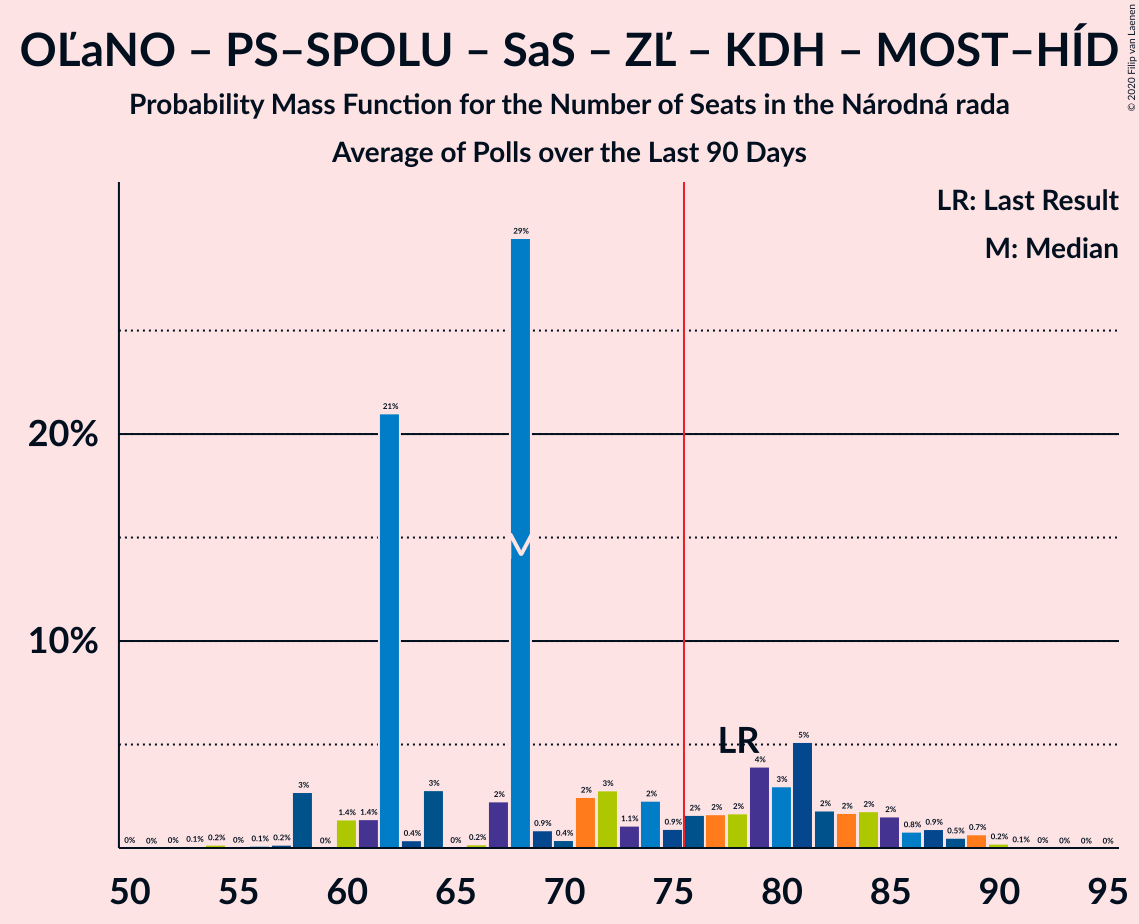 OĽaNO – PS–SPOLU – SaS – ZĽ – KDH – MOST–HÍD
Probability Mass Function for the Number of Seats in the Národná rada
Average of Polls over the Last 90 Days
© 2020 Filip van Laenen
LR: Last Result
M: Median
20%
10%
0% 0% 0% 0.1% 0.2% 0% 0.1% 0.2% 3% 0% 1.4% 1.4% 21% 0.4% 3% 0% 0.2% 2% 29% 0.9% 0.4% 2% 3% 1.1% 2% 0.9% 2% 2% 2% 4% 3% 5% 2% 2% 2% 2% 0.8% 0.9% 0.5% 0.7% 0.2% 0.1% 0% 0% 0% 0%
M
LR
50 55 60 65 70 75 80 85 90 95